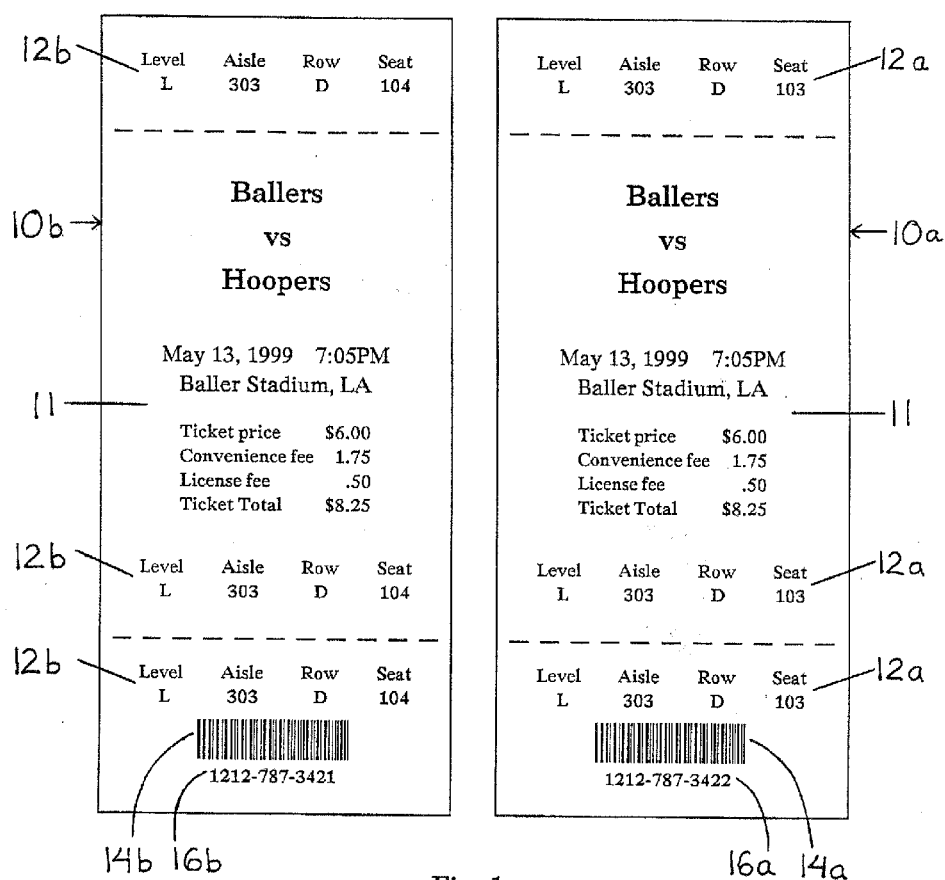 12b
Level Aisle Row Seat
L 303 D 104
10b
Ballers
vs
Hoopers
May 13, 1999 7:05PM
Baller Stadium, LA
11
Ticket price $6.00
Convenience fee 1.75
License fee .50
Ticket Total $8.25
12b
Level Aisle Row Seat
L 303 D 104
12b
Level Aisle Row Seat
L 303 D 104
1212-787-3421
14b 16b
Level Aisle Row Seat
L 303 D 103
12a
Ballers
vs
Hoopers
10a
May 13, 1999 7:05PM
Baller Stadium, LA
11
Ticket price $6.00
Convenience fee 1.75
License fee .50
Ticket Total $8.25
Level Aisle Row Seat
L 303 D 103
12a
Level Aisle Row Seat
L 303 D 103
12a
1212-787-3422
16a 14a